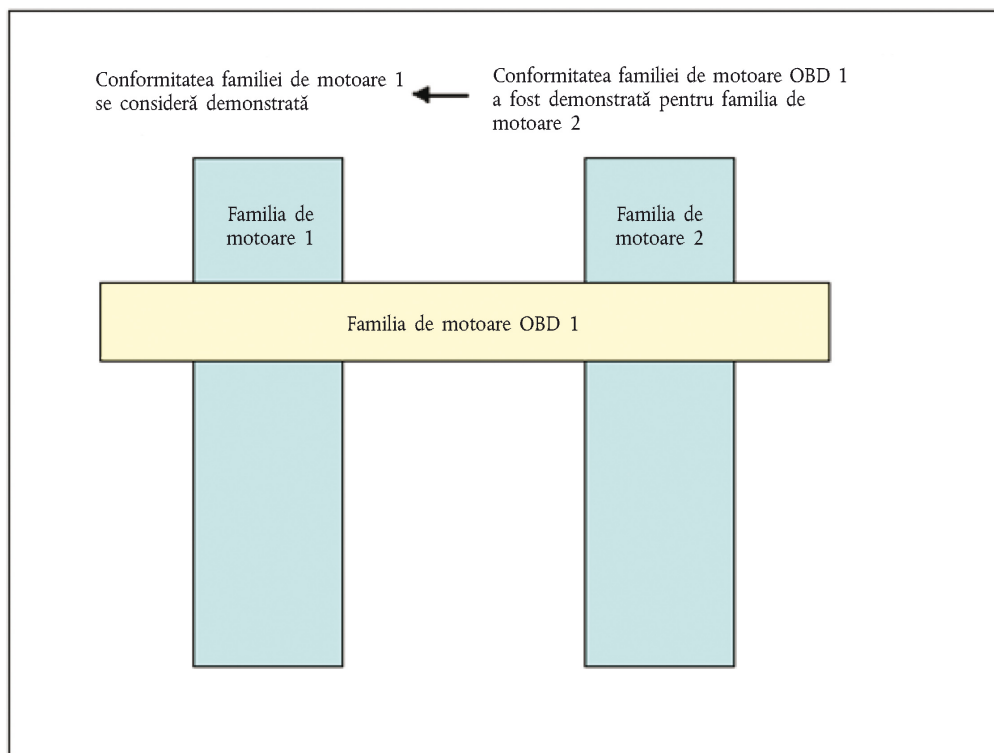 Conformitatea familiei de motoare 1
se consideră demonstrată
Conformitatea familiei de motoare OBD 1
a fost demonstrată pentru familia de
motoare 2
Familia de
motoare 1
Familia de
motoare 2
Familia de motoare OBD 1